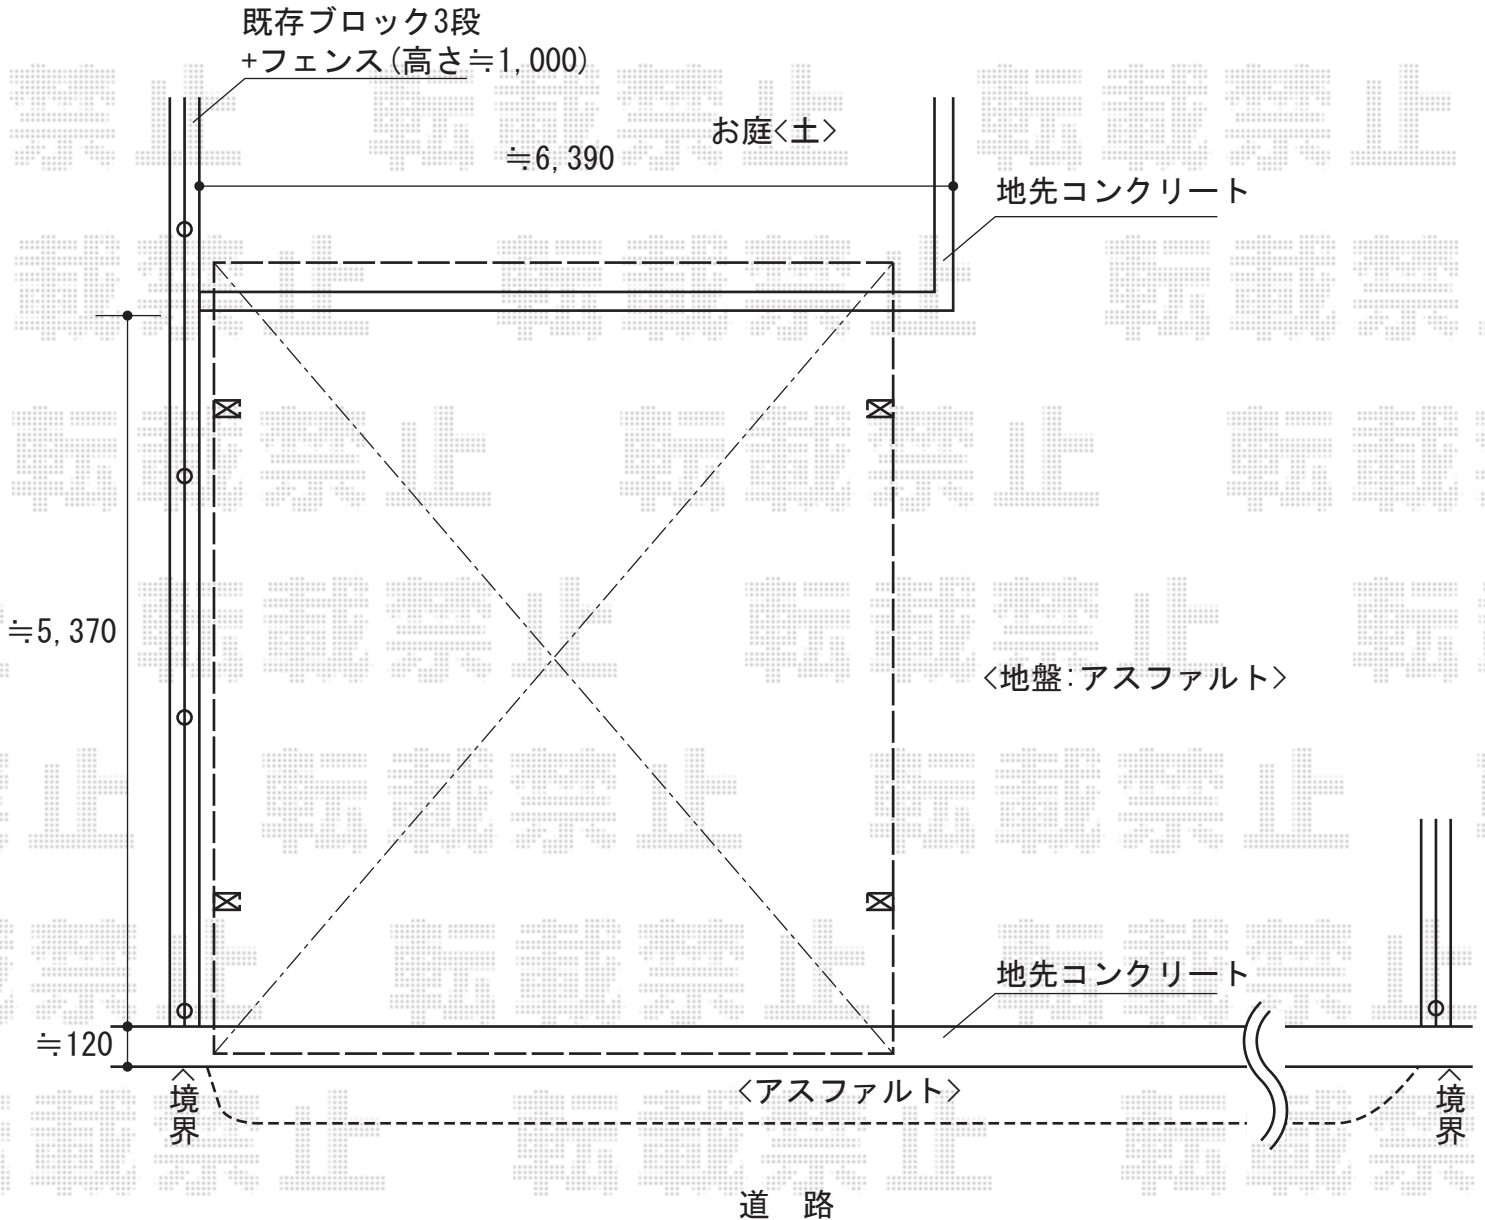 既存ブロック3段
+フェンス(高さ≒1,000)
お庭<土>
≒6,390
地先コンクリート
≒5,370
<地盤:アスファルト>
地先コンクリート
≒120
<アスファルト>
<境界
<境界
道 路
転載禁止